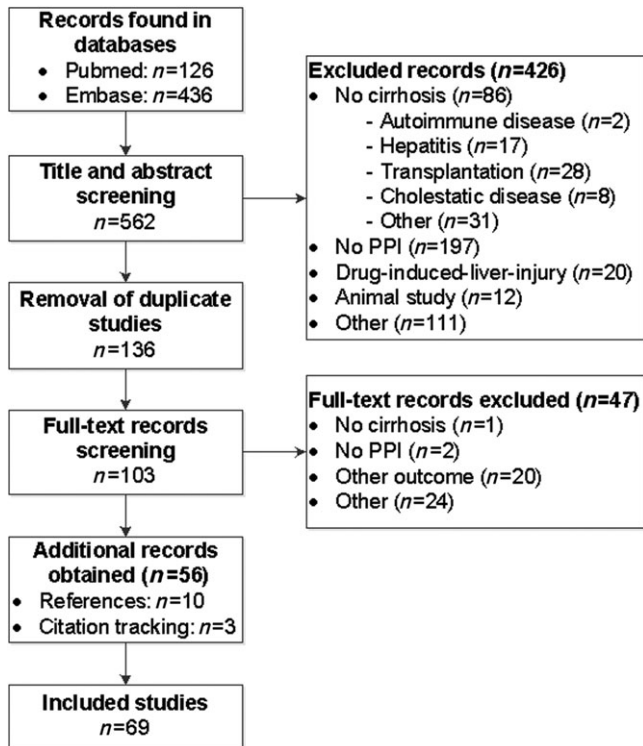 Records found in
databases
• Pubmed: n=126
• Embase: n=436
Title and abstract
screening
n=562
Excluded records (n=426)
• No cirrhosis (n=86)
- Autoimmune disease (n=2)
- Hepatitis (n=17)
- Transplantation (n=28)
- Cholestatic disease (n=8)
- Other (n=31)
• No PPI (n=197)
• Drug-induced-liver-injury (n=20)
• Animal study (n=12)
• Other (n=111)
Removal of duplicate
studies
n=136
Full-text records
screening
n=103
Full-text records excluded (n=47)
• No cirrhosis (n=1)
• No PPI (n=2)
• Other outcome (n=20)
• Other (n=24)
Additional records
obtained (n=56)
• References: n=10
• Citation tracking: n=3
Included studies
n=69